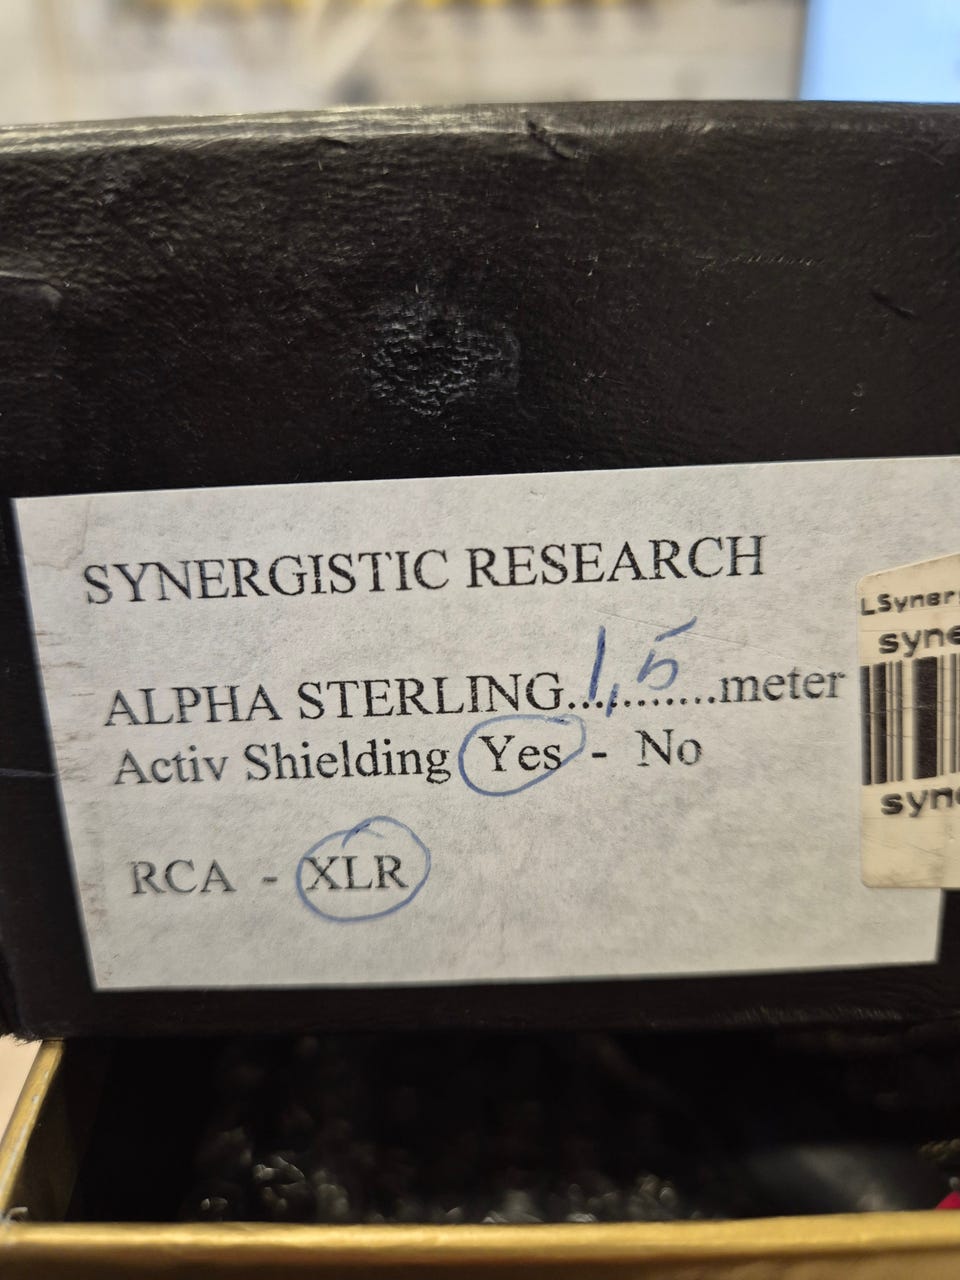 SYNERGISTIC RESEARCH
ALPHA STERLING...1,5...meter
Activ Shielding Yes - No
RCA - XLR